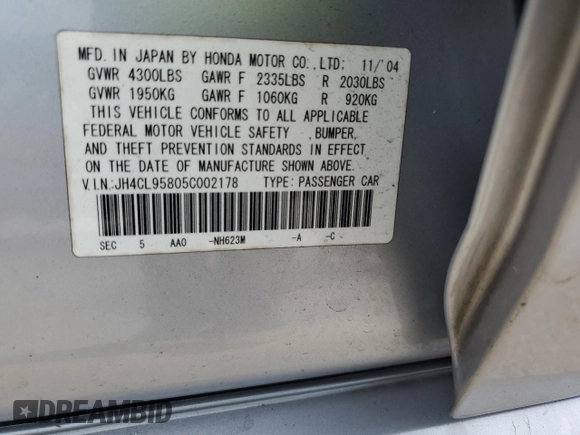 MFD. IN JAPAN BY HONDA MOTOR CO., LTD: 11/'04
GVWR 4300LBS GAWR F 2335LBS R 2030LBS
GVWR 1950KG GAWR F 1060KG R 920KG
THIS VEHICLE CONFORMS TO ALL APPLICABLE
FEDERAL MOTOR VEHICLE SAFETY , BUMPER,
AND THEFT PREVENTION STANDARDS IN EFFECT
ON THE DATE OF MANUFACTURE SHOWN ABOVE.
V.I.N.:JH4CL95805C002178 TYPE: PASSENGER CAR
SEC 5 AAO -NH623M -A -C
DREAMBID